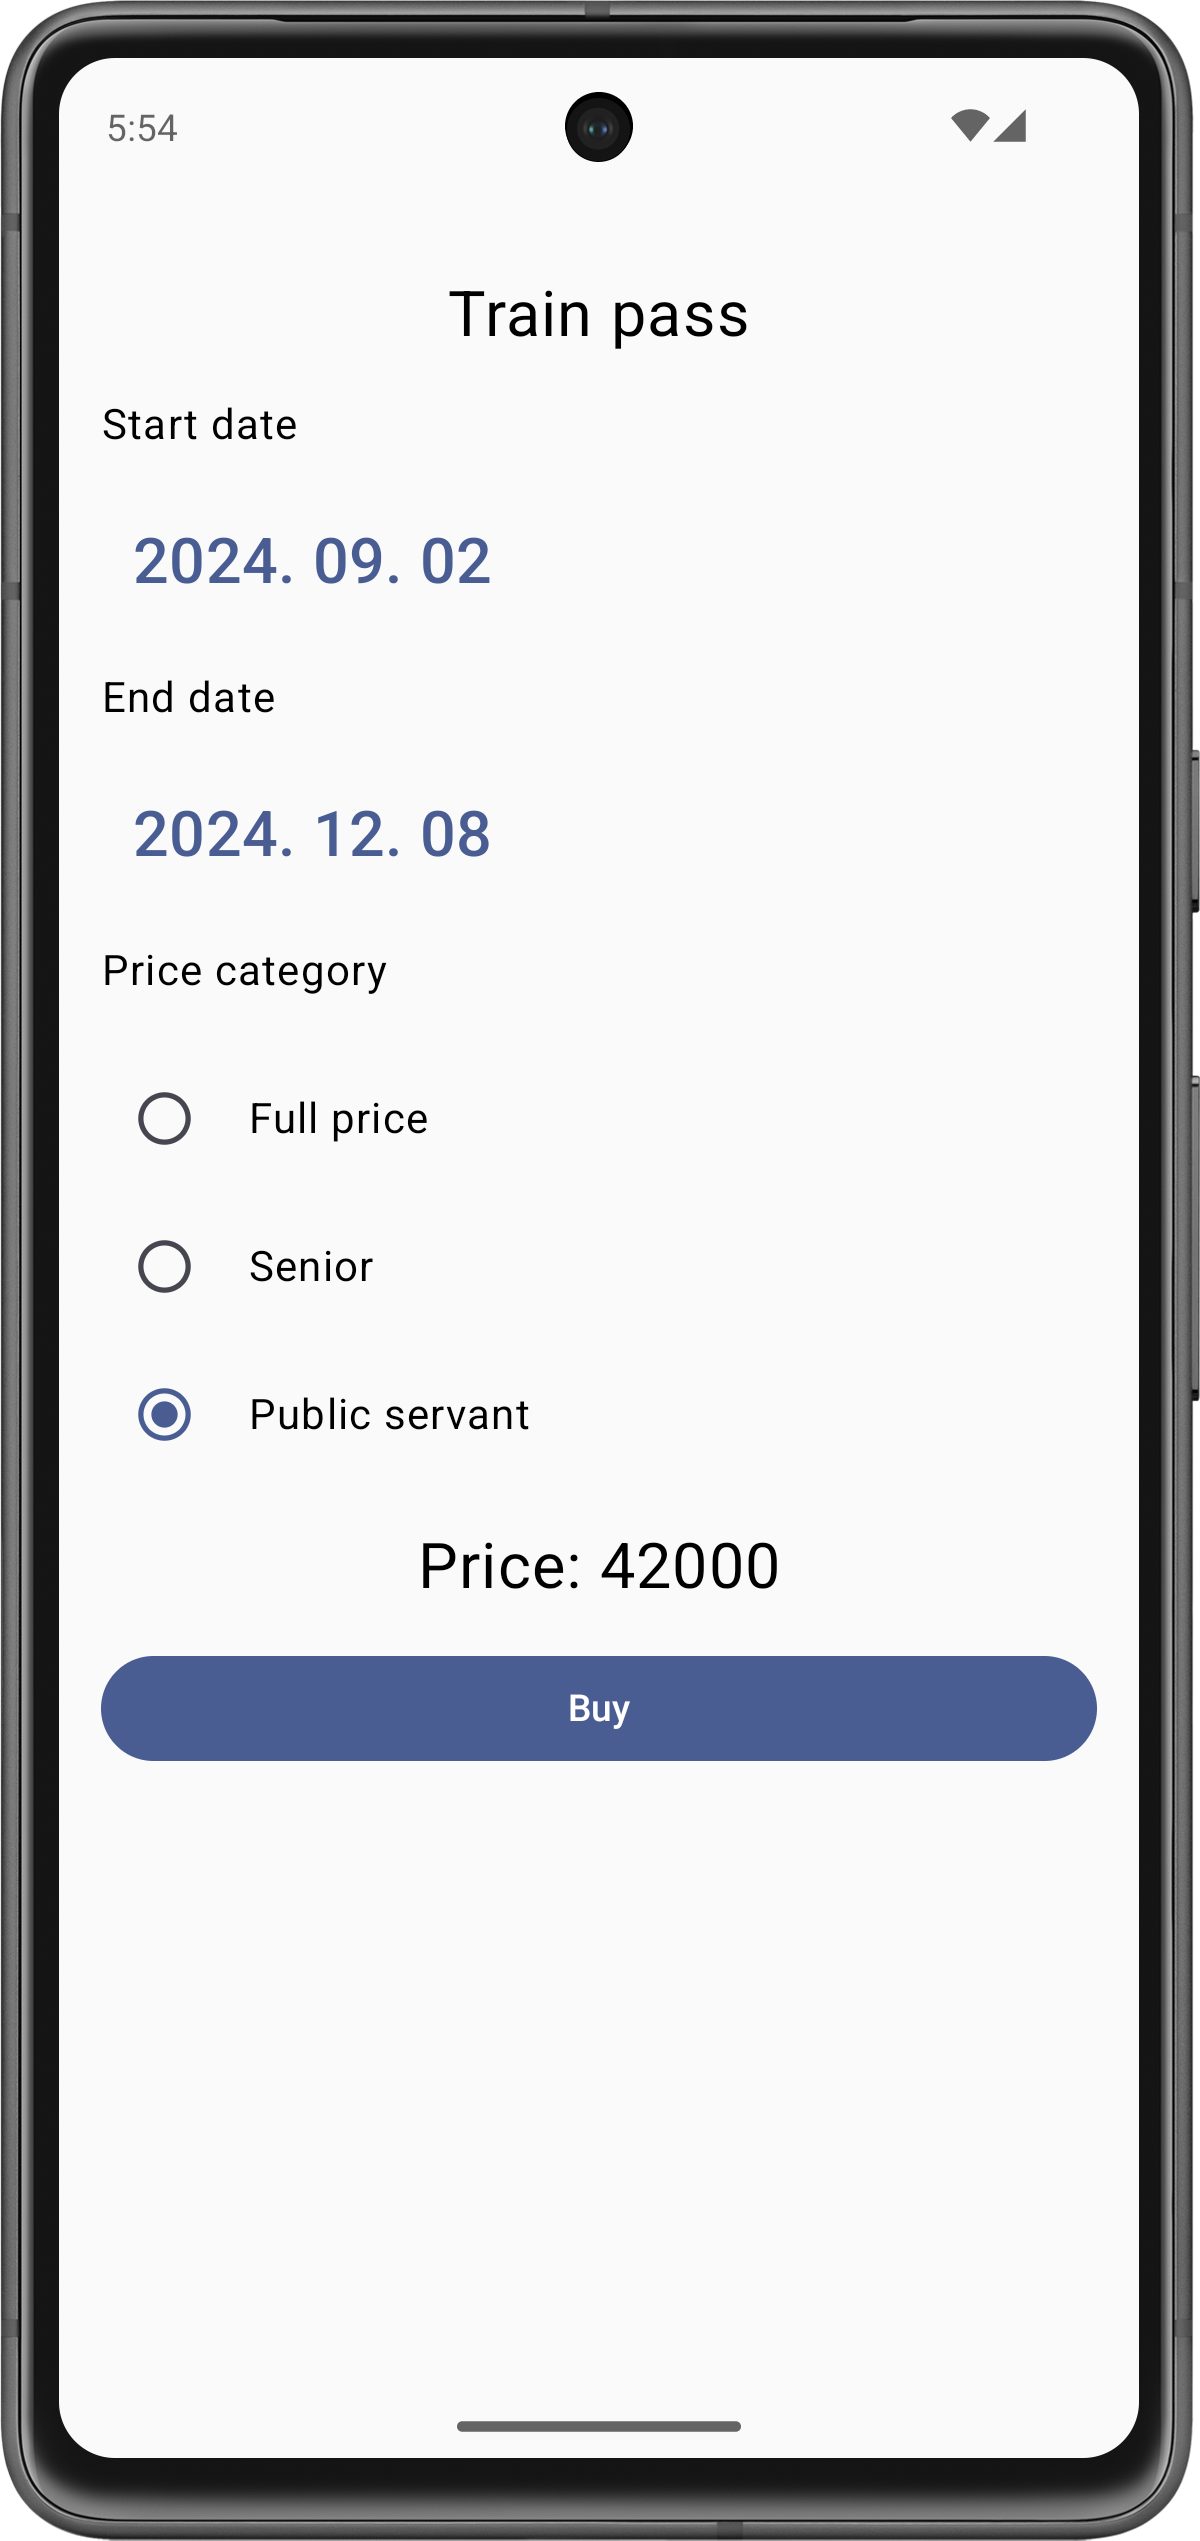 5:54
Train pass
Start date
2024. 09. 02
End date
2024. 12. 08
Price category
Full price
Senior
Public servant
Price: 42000
Buy